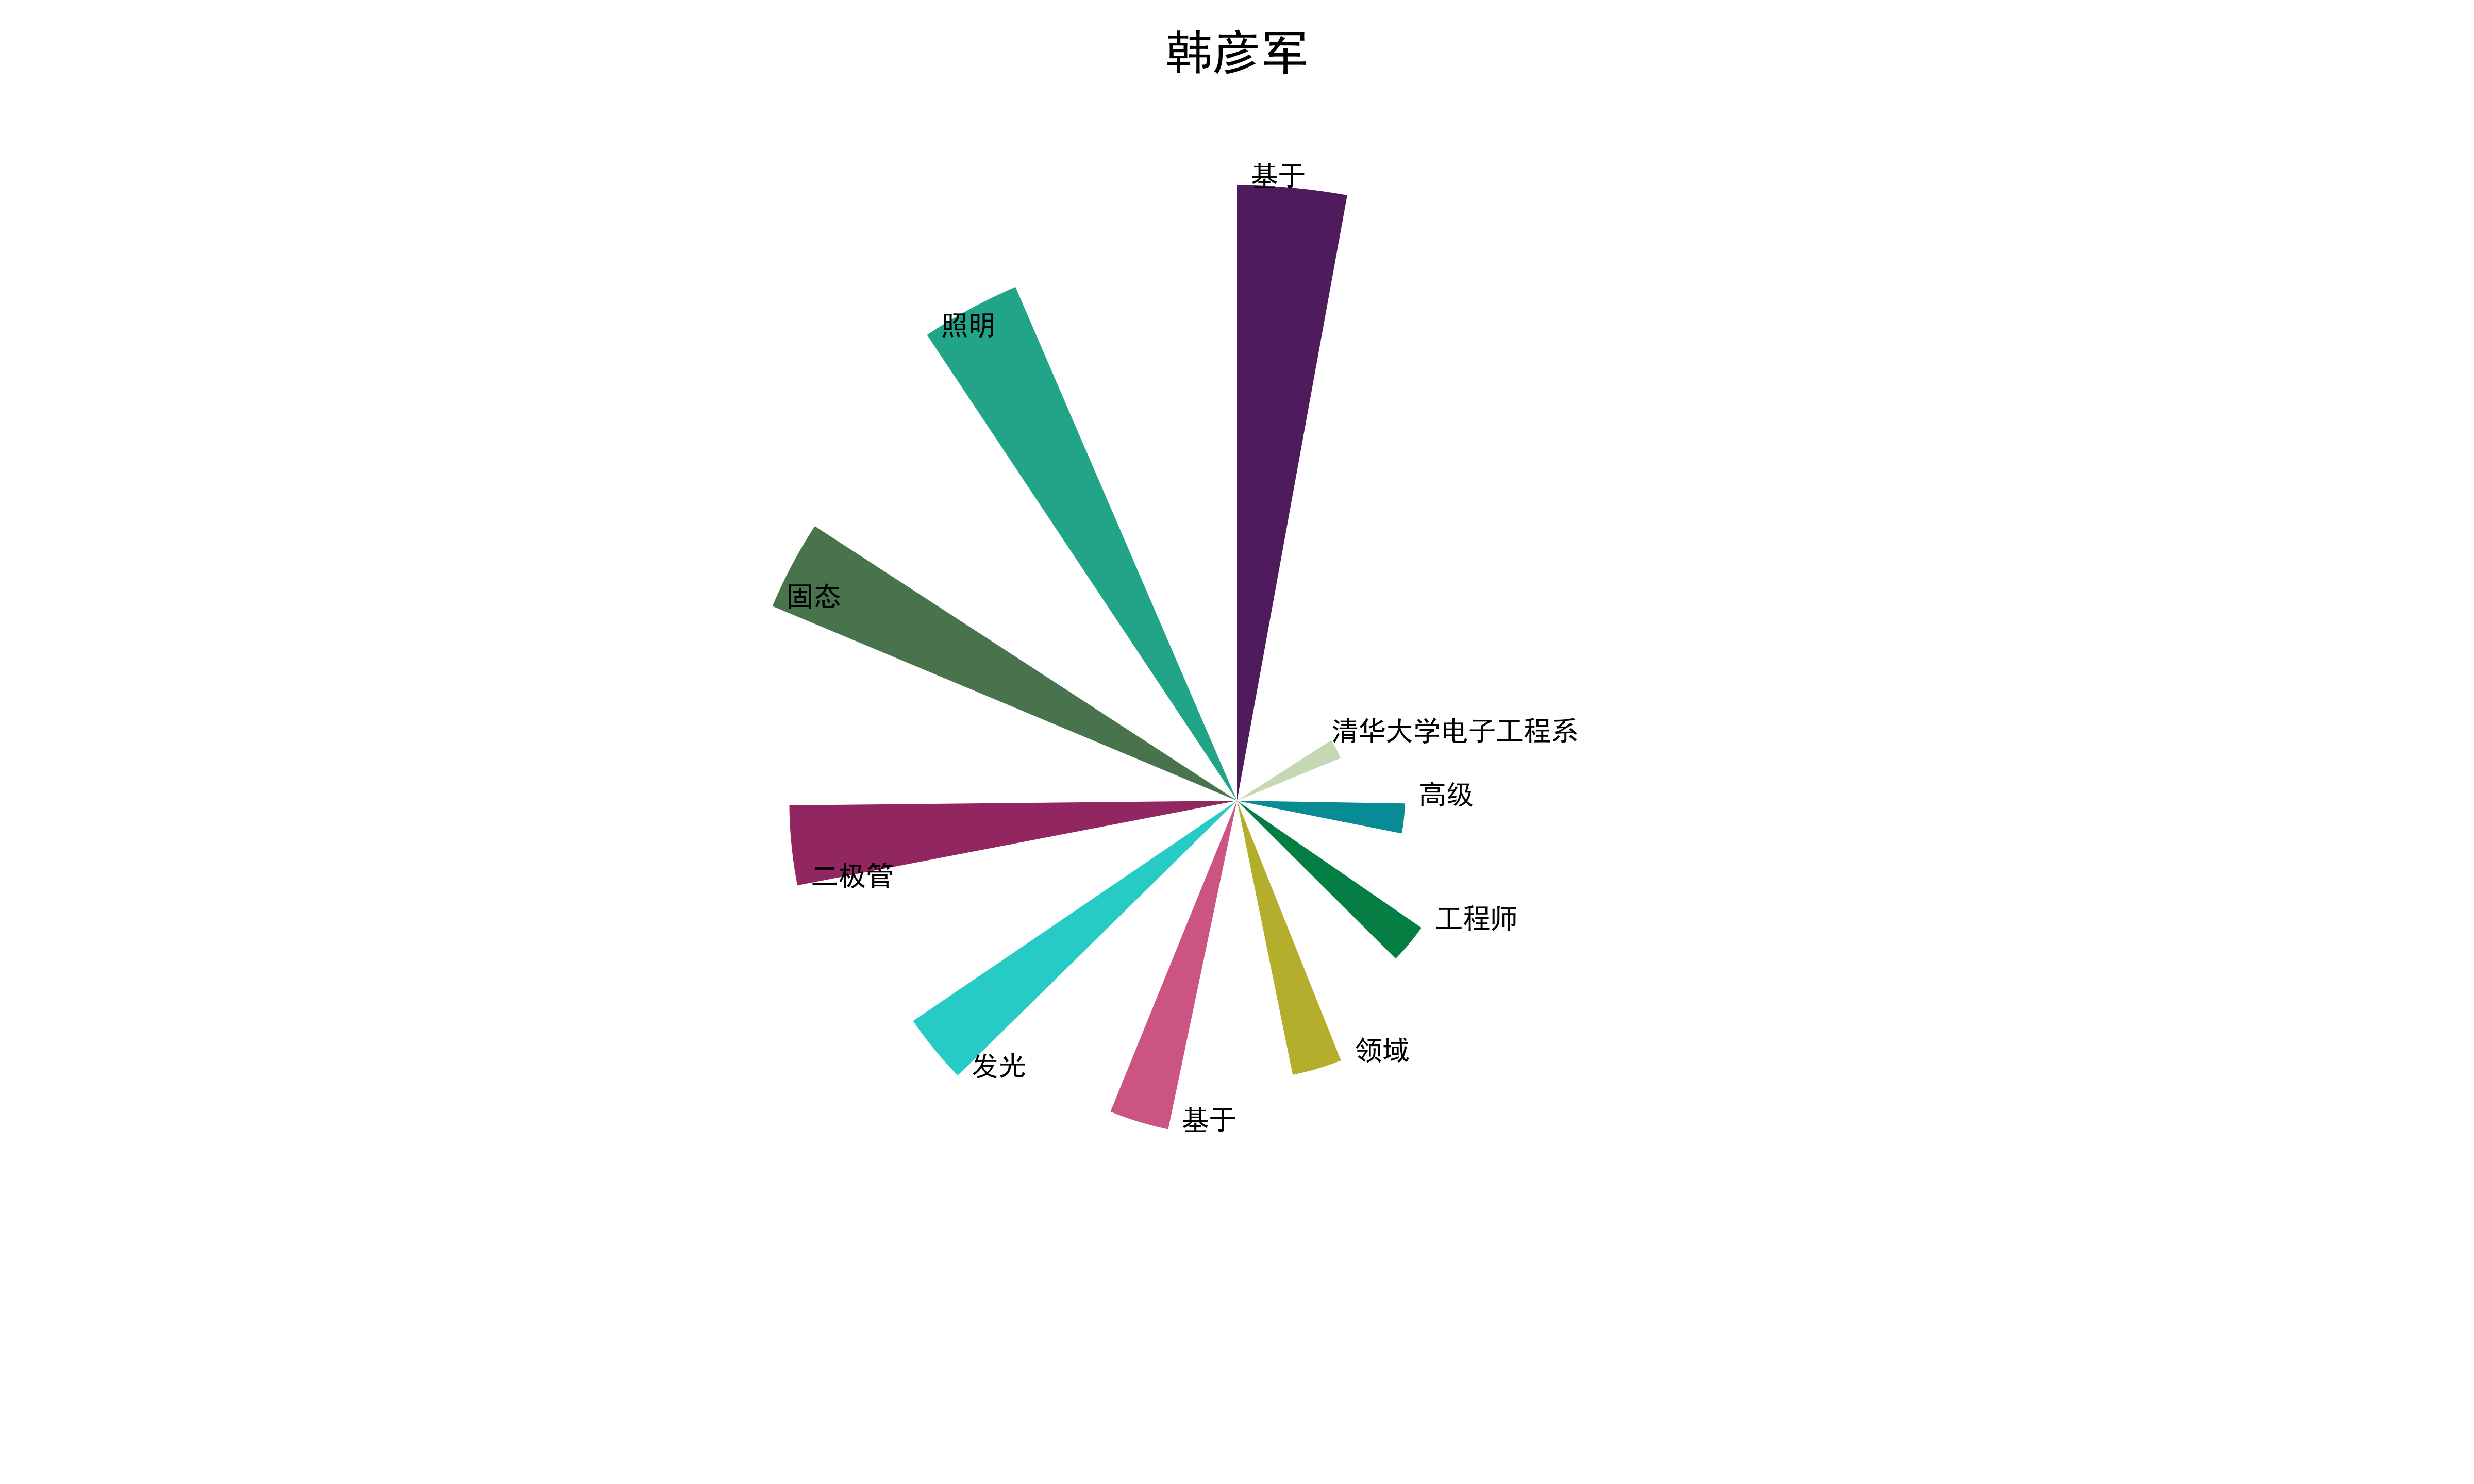 韩彦军
基于
照明
固态
清华大学电子工程系
高级
二极管
工程师
领域
发光
基于